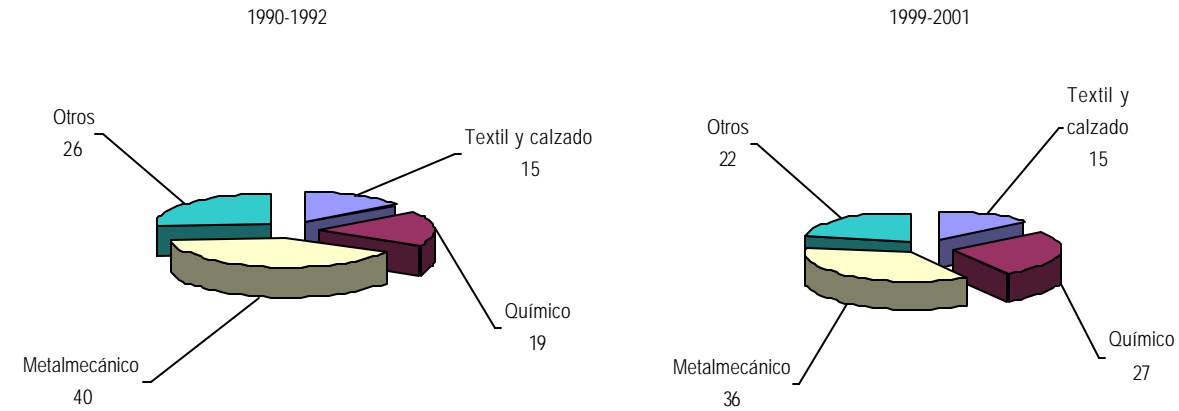 1990-1992
Otros
26
Textil y calzado
15
Químico
19
Metalmecánico
40
1999-2001
Otros
22
Textil y
calzado
15
Químico
27
Metalmecánico
36